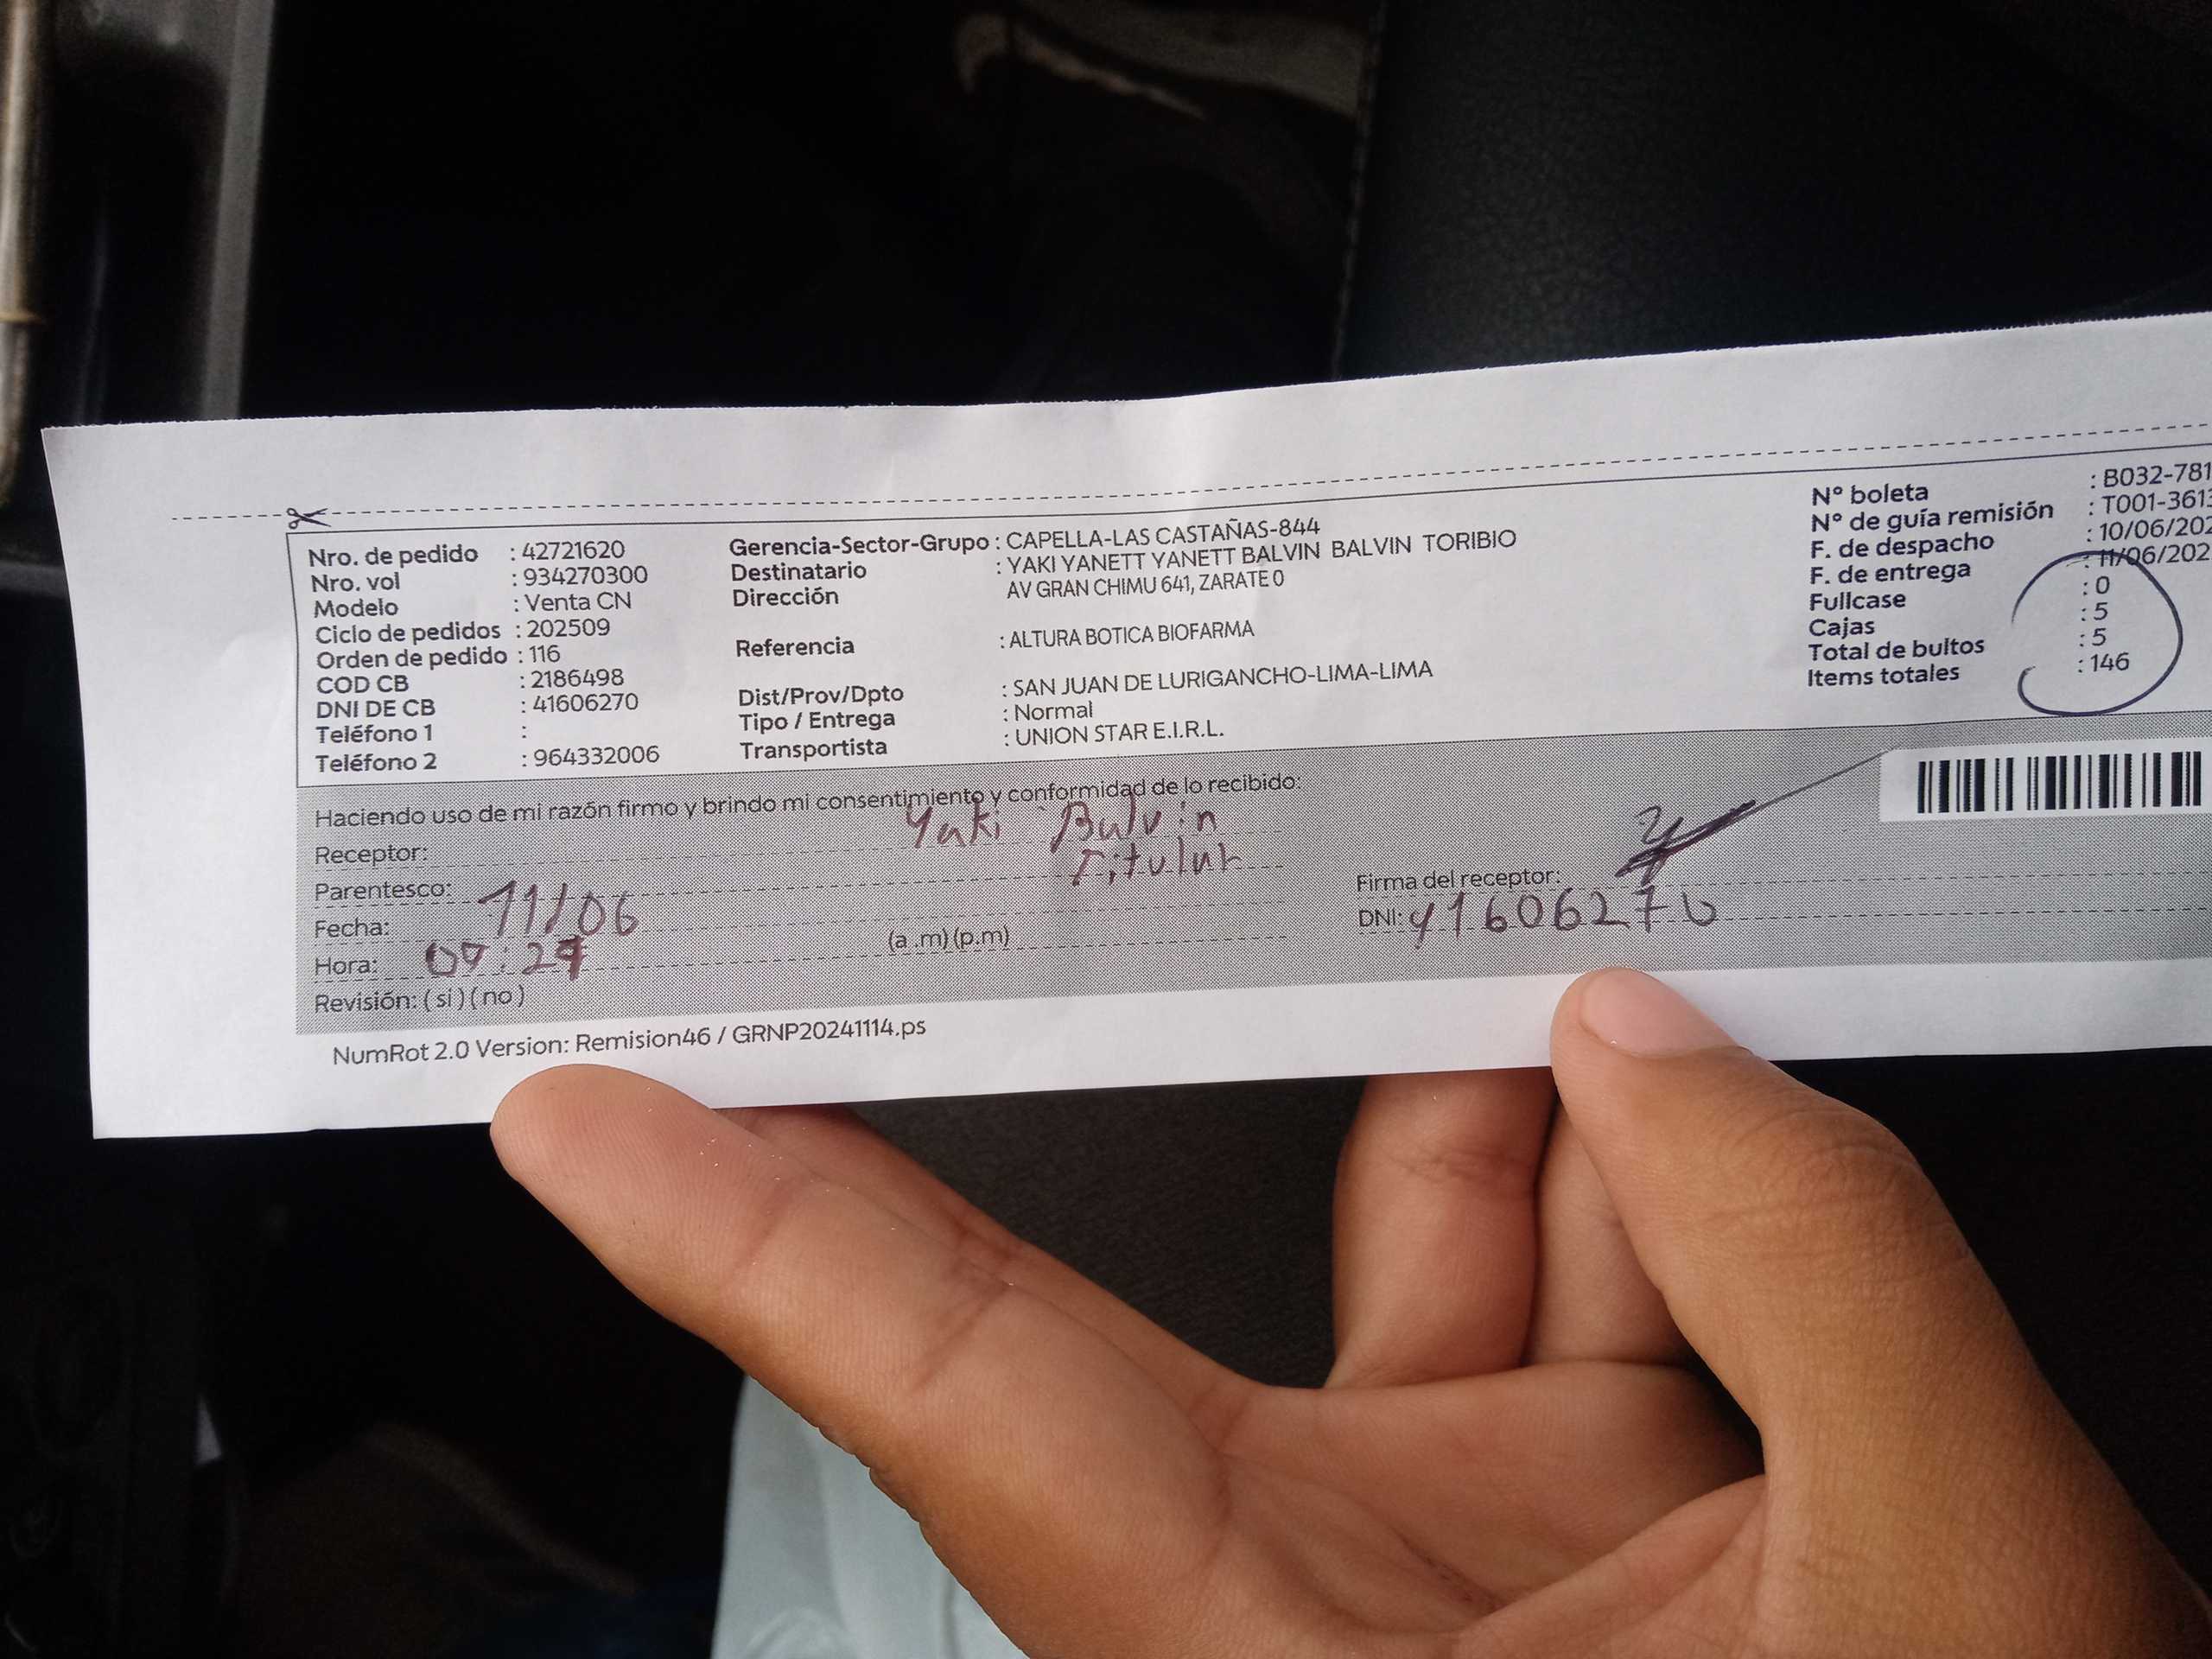 Nro. de pedido : 42721620
Nro. vol : 934270300
Modelo : Venta CN
Ciclo de pedidos : 202509
Orden de pedido : 116
COD CB : 2186498
DNI DE CB : 41606270
Teléfono 1 :
Teléfono 2 : 964332006
Gerencia-Sector-Grupo : CAPELLA-LAS CASTAÑAS-844
Destinatario : YAKI YANETT YANETT BALVIN BALVIN TORIBIO
Dirección AV GRAN CHIMU 641, ZARATE 0
Referencia : ALTURA BOTICA BIOFARMA
Dist/Prov/Dpto : SAN JUAN DE LURIGANCHO-LIMA-LIMA
Tipo / Entrega : Normal
Transportista : UNION STAR E.I.R.L.
N° boleta : B032-781
N° de guía remisión : T001-361
F. de despacho : 10/06/202
F. de entrega : 11/06/202
Fullcase : 0
Cajas : 5
Total de bultos : 5
Items totales : 146
Haciendo uso de mi razón firmo y brindo mi consentimiento y conformidad de lo recibido:
Receptor: Yaki Balvin
Parentesco: Titular
Fecha: 11/06
Hora: (a .m) (p.m)
Revisión: ( si ) ( no )
Firma del receptor:
DNI: 41606270
NumRot 2.0 Version: Remision46 / GRNP20241114.ps